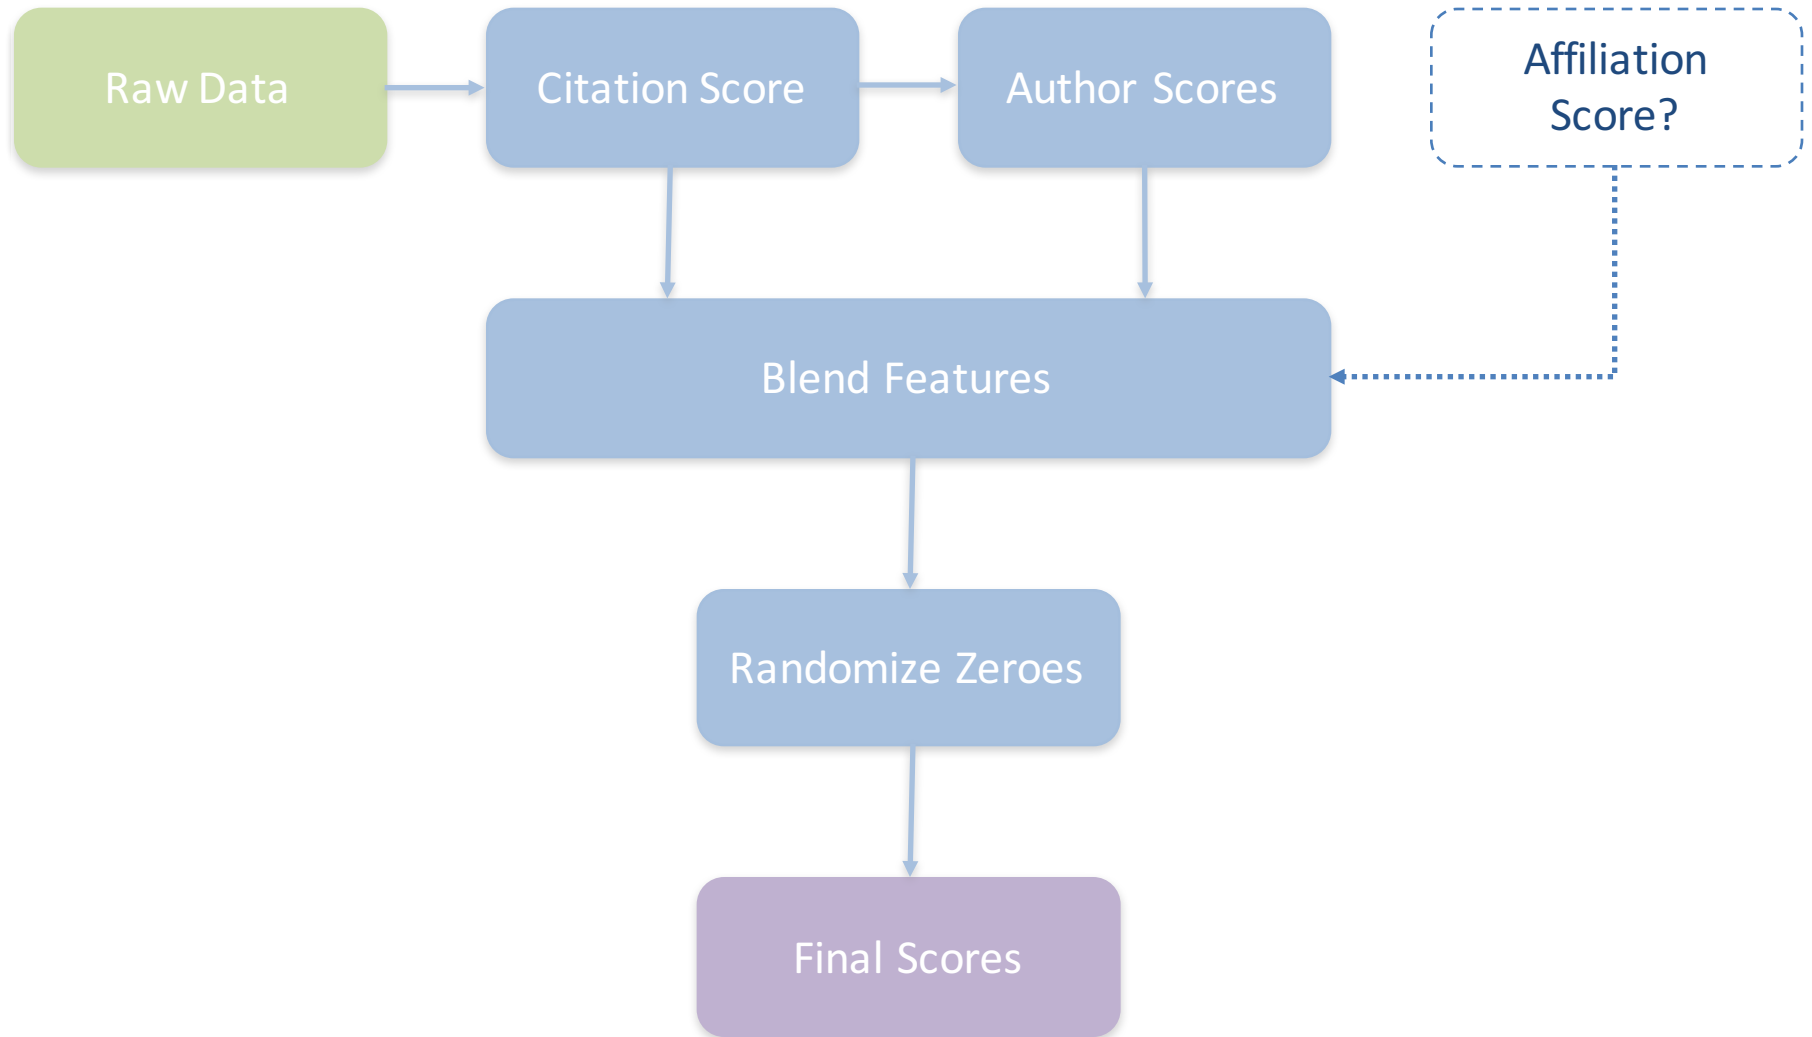 Raw Data
Citation Score
Author Scores
Affiliation
Score?
Blend Features
Randomize Zeroes
Final Scores